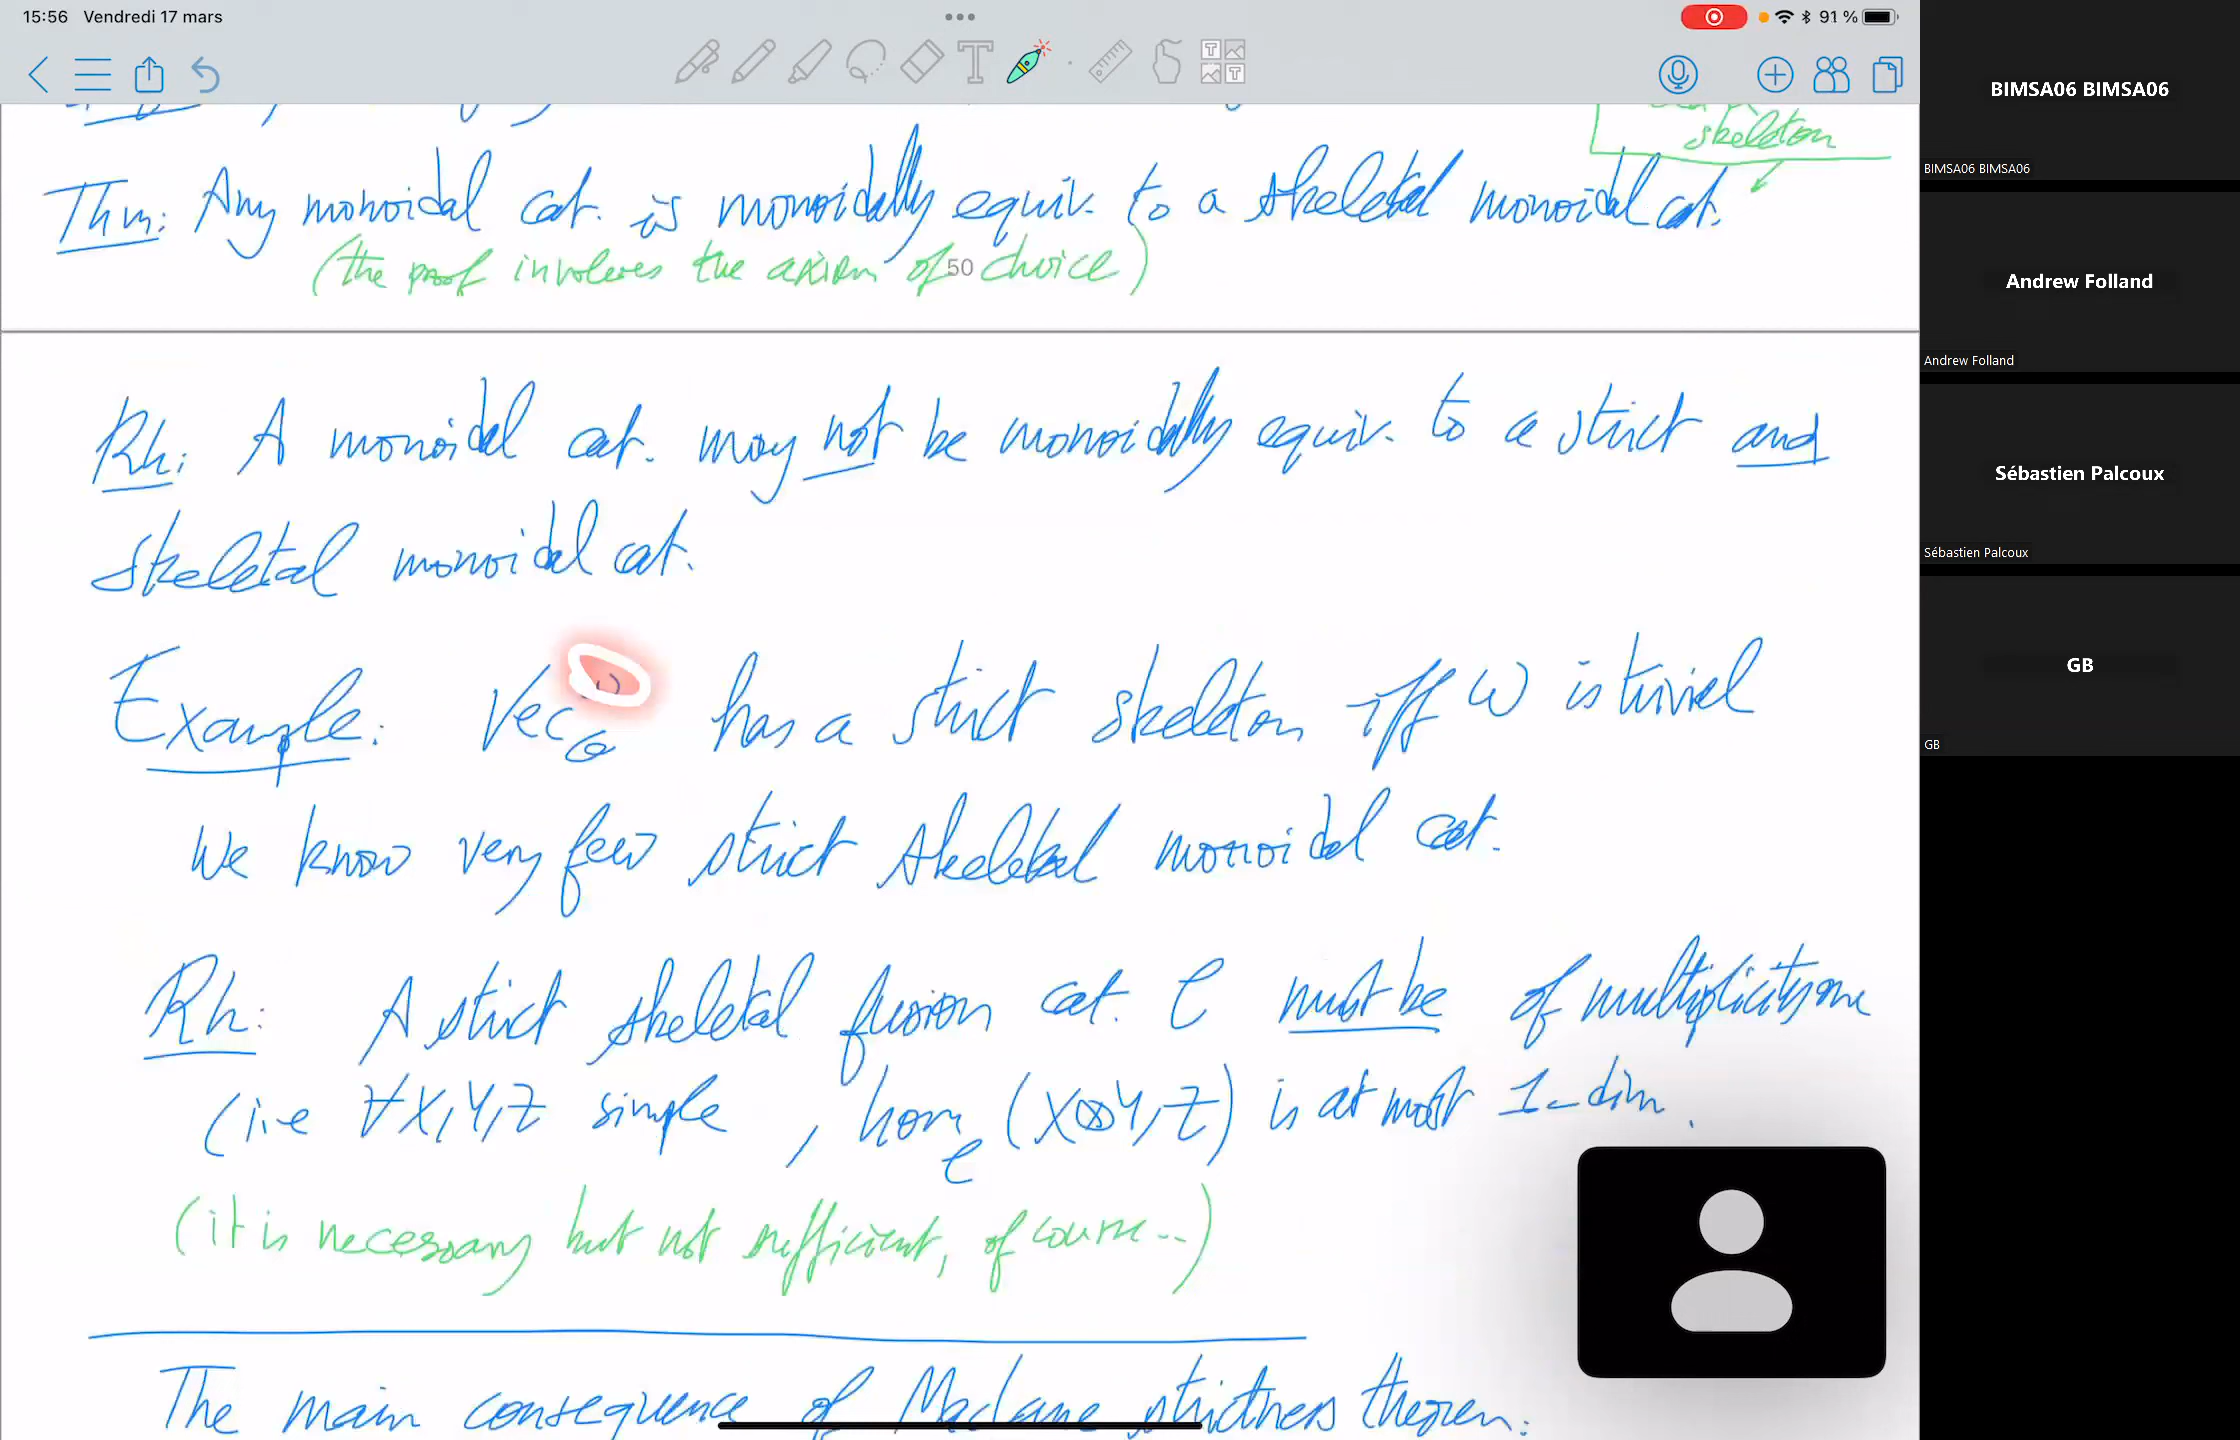 15:56 Vendredi 17 mars
91 %
skeleton
Thm: Any monoidal cat. is monoidally equiv. to a skeletal monoidal cat.
(the proof involves the axiom of choice)
50
Rk: A monoidal cat. may not be monoidally equiv. to a strict and
skeletal monoidal cat.
Example: Vec_G^ω has a strict skeleton iff ω is trivial
We know very few strict skeletal monoidal cat.
Rk: A strict skeletal fusion cat. C must be of multiplicity one
(i.e ∀X,Y,Z simple, hom_C (X⊗Y,Z) is at most 1-dim.
(it is necessary but not sufficient, of course...)
The main consequence of MacLane strictness theorem:
BIMSA06 BIMSA06
BIMSA06 BIMSA06
Andrew Folland
Andrew Folland
Sébastien Palcoux
Sébastien Palcoux
GB
GB